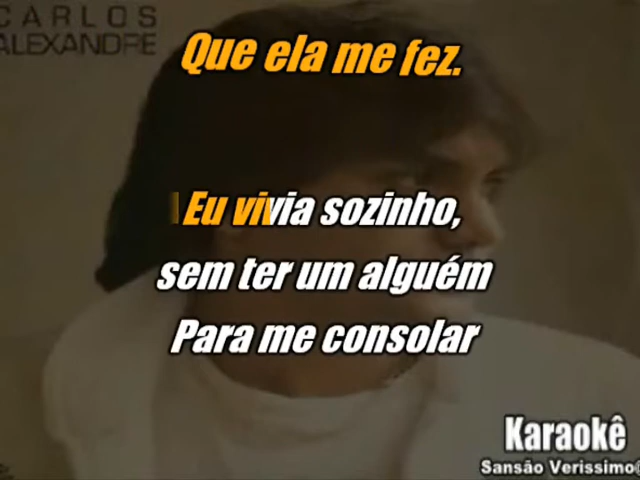 CARLOS
ALEXANDRE
Que ela me fez.
Eu vivia sozinho,
sem ter um alguém
Para me consolar
Karaokê
Sansão Verissimo